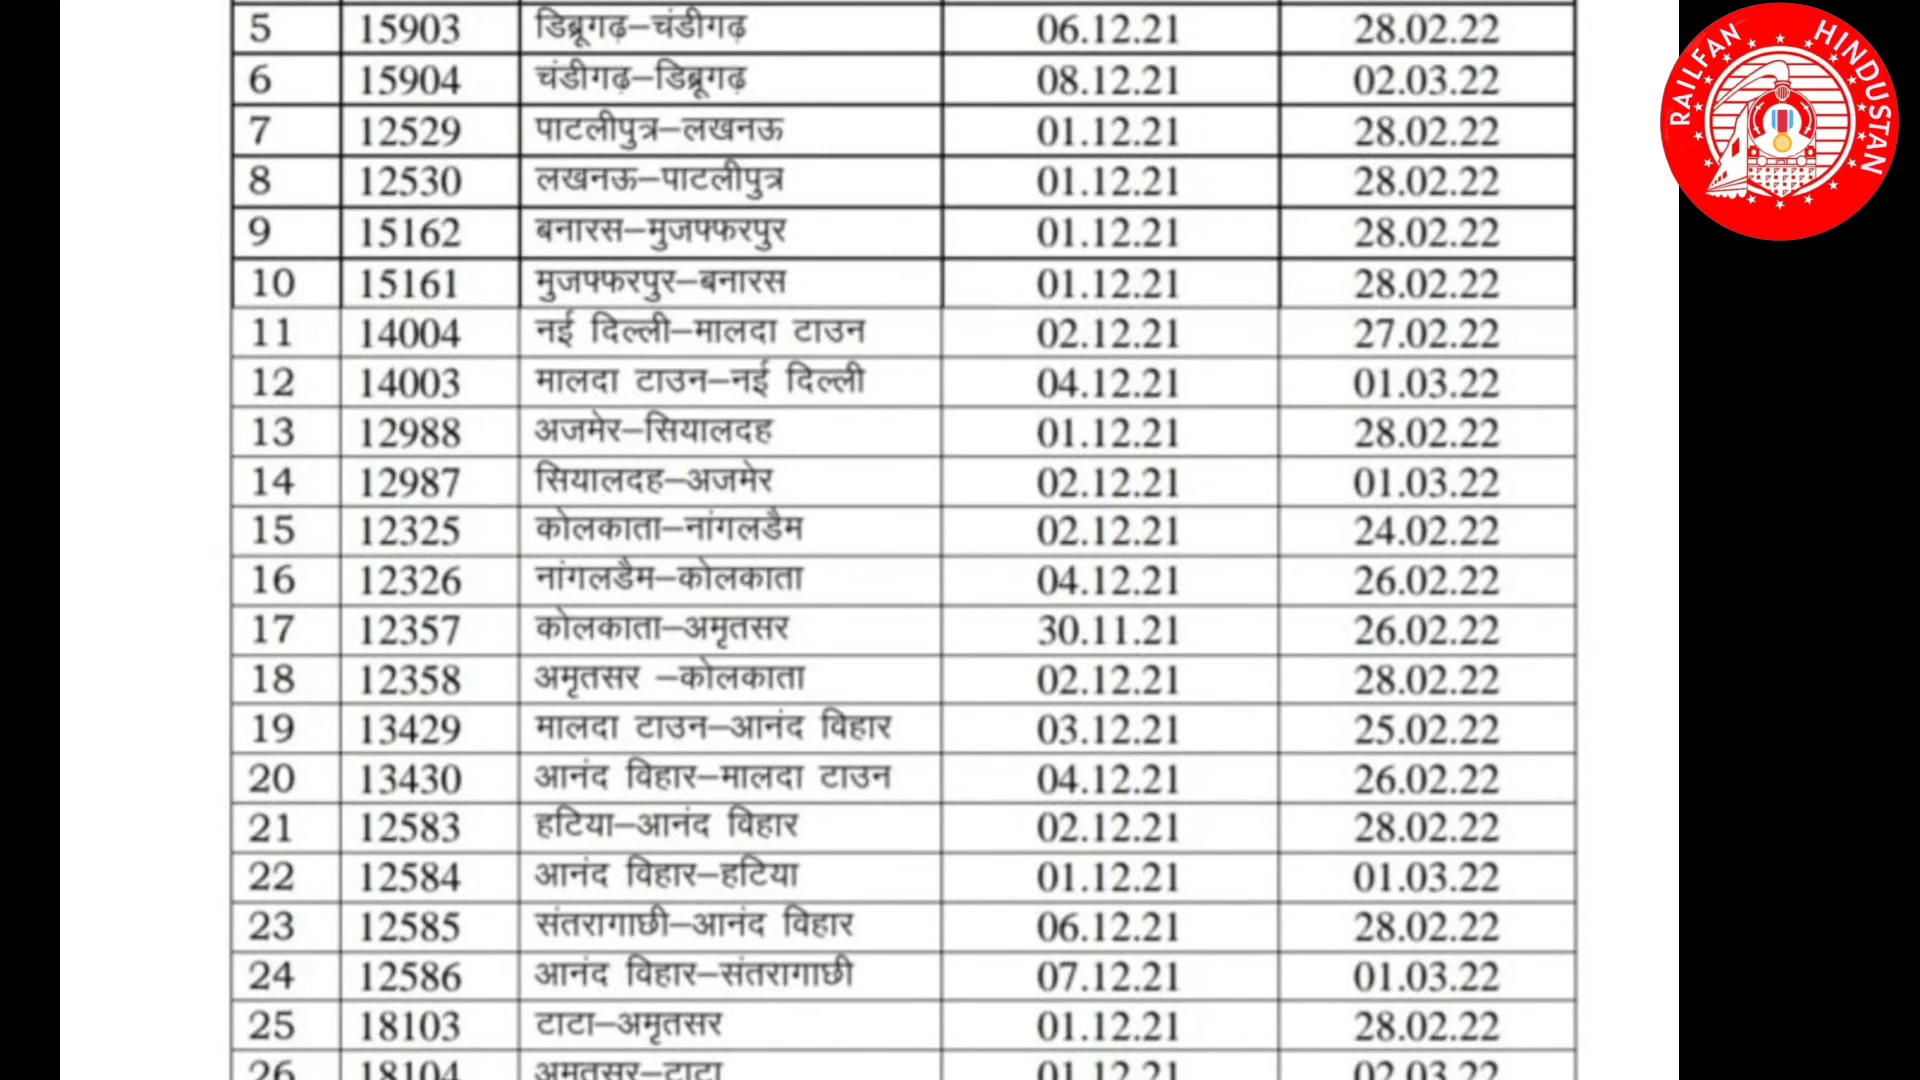 5 15903 डिब्रूगढ़–चंडीगढ़ 06.12.21 28.02.22
6 15904 चंडीगढ़–डिब्रूगढ़ 08.12.21 02.03.22
7 12529 पाटलीपुत्र–लखनऊ 01.12.21 28.02.22
8 12530 लखनऊ–पाटलीपुत्र 01.12.21 28.02.22
9 15162 बनारस–मुजफ्फरपुर 01.12.21 28.02.22
10 15161 मुजफ्फरपुर–बनारस 01.12.21 28.02.22
11 14004 नई दिल्ली–मालदा टाउन 02.12.21 27.02.22
12 14003 मालदा टाउन–नई दिल्ली 04.12.21 01.03.22
13 12988 अजमेर–सियालदह 01.12.21 28.02.22
14 12987 सियालदह–अजमेर 02.12.21 01.03.22
15 12325 कोलकाता–नांगलडैम 02.12.21 24.02.22
16 12326 नांगलडैम–कोलकाता 04.12.21 26.02.22
17 12357 कोलकाता–अमृतसर 30.11.21 26.02.22
18 12358 अमृतसर –कोलकाता 02.12.21 28.02.22
19 13429 मालदा टाउन–आनंद विहार 03.12.21 25.02.22
20 13430 आनंद विहार–मालदा टाउन 04.12.21 26.02.22
21 12583 हटिया–आनंद विहार 02.12.21 28.02.22
22 12584 आनंद विहार–हटिया 01.12.21 01.03.22
23 12585 संतरागाछी–आनंद विहार 06.12.21 28.02.22
24 12586 आनंद विहार–संतरागाछी 07.12.21 01.03.22
25 18103 टाटा–अमृतसर 01.12.21 28.02.22
26 18104 अमृतसर–टाटा 01.12.21 02.03.22
RAILFAN HINDUSTAN